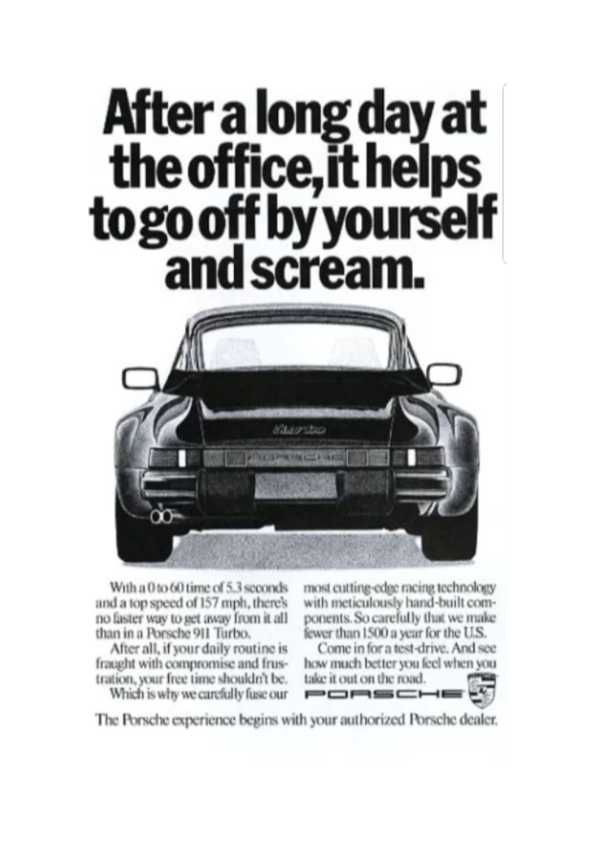 After a long day at
the office, it helps
to go off by yourself
and scream.
turbo
PORSCHE
With a 0 to 60 time of 5.3 seconds
and a top speed of 157 mph, there's
no faster way to get away from it all
than in a Porsche 911 Turbo.
After all, if your daily routine is
fraught with compromise and frus-
tration, your free time shouldn't be.
Which is why we carefully fuse our
most cutting-edge racing technology
with meticulously hand-built com-
ponents. So carefully that we make
fewer than 1500 a year for the U.S.
Come in for a test-drive. And see
how much better you feel when you
take it out on the road.
PORSCHE
The Porsche experience begins with your authorized Porsche dealer.